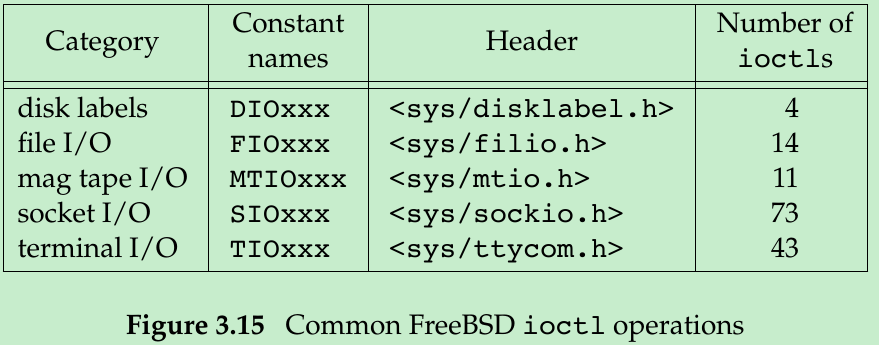 Category Constant names Header Number of ioctls
disk labels DIOxxx <sys/disklabel.h> 4
file I/O FIOxxx <sys/filio.h> 14
mag tape I/O MTIOxxx <sys/mtio.h> 11
socket I/O SIOxxx <sys/sockio.h> 73
terminal I/O TIOxxx <sys/ttycom.h> 43
Figure 3.15 Common FreeBSD ioctl operations